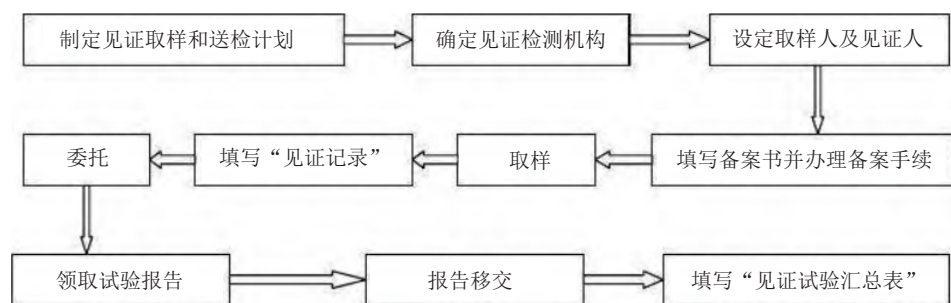 制定见证取样和送检计划
确定见证检测机构
设定取样人及见证人
填写备案书并办理备案手续
取样
填写“见证记录”
委托
领取试验报告
报告移交
填写“见证试验汇总表”